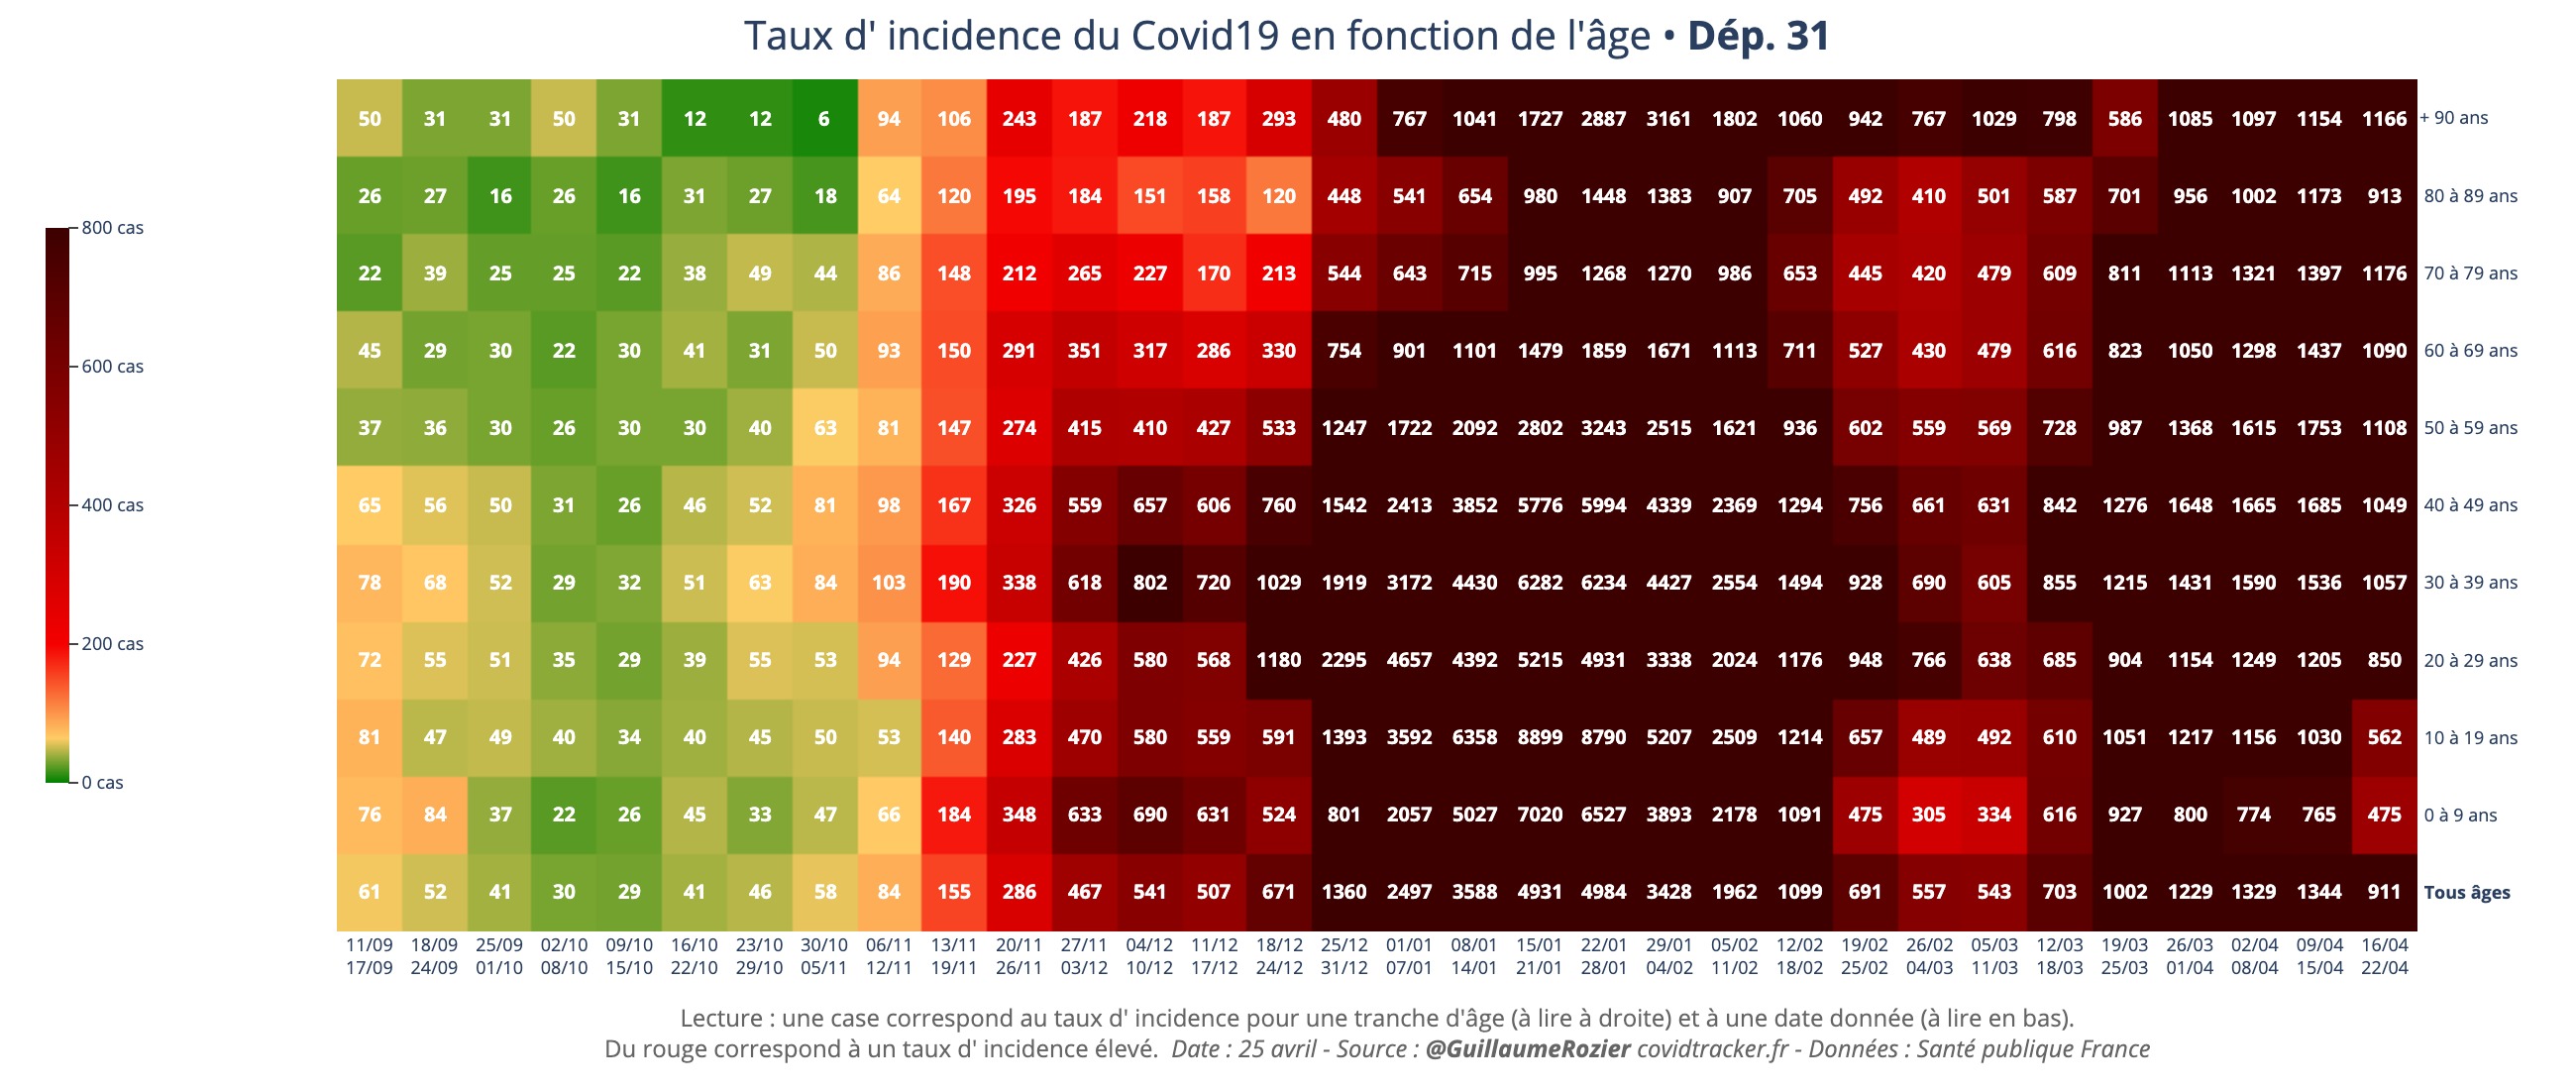 Taux d' incidence du Covid19 en fonction de l'âge • Dép. 31
50 31 31 50 31 12 12 6 94 106 243 187 218 187 293 480 767 1041 1727 2887 3161 1802 1060 942 767 1029 798 586 1085 1097 1154 1166 + 90 ans
26 27 16 26 16 31 27 18 64 120 195 184 151 158 120 448 541 654 980 1448 1383 907 705 492 410 501 587 701 956 1002 1173 913 80 à 89 ans
800 cas
22 39 25 25 22 38 49 44 86 148 212 265 227 170 213 544 643 715 995 1268 1270 986 653 445 420 479 609 811 1113 1321 1397 1176 70 à 79 ans
45 29 30 22 30 41 31 50 93 150 291 351 317 286 330 754 901 1101 1479 1859 1671 1113 711 527 430 479 616 823 1050 1298 1437 1090 60 à 69 ans
600 cas
37 36 30 26 30 30 40 63 81 147 274 415 410 427 533 1247 1722 2092 2802 3243 2515 1621 936 602 559 569 728 987 1368 1615 1753 1108 50 à 59 ans
400 cas
65 56 50 31 26 46 52 81 98 167 326 559 657 606 760 1542 2413 3852 5776 5994 4339 2369 1294 756 661 631 842 1276 1648 1665 1685 1049 40 à 49 ans
78 68 52 29 32 51 63 84 103 190 338 618 802 720 1029 1919 3172 4430 6282 6234 4427 2554 1494 928 690 605 855 1215 1431 1590 1536 1057 30 à 39 ans
200 cas
72 55 51 35 29 39 55 53 94 129 227 426 580 568 1180 2295 4657 4392 5215 4931 3338 2024 1176 948 766 638 685 904 1154 1249 1205 850 20 à 29 ans
81 47 49 40 34 40 45 50 53 140 283 470 580 559 591 1393 3592 6358 8899 8790 5207 2509 1214 657 489 492 610 1051 1217 1156 1030 562 10 à 19 ans
0 cas
76 84 37 22 26 45 33 47 66 184 348 633 690 631 524 801 2057 5027 7020 6527 3893 2178 1091 475 305 334 616 927 800 774 765 475 0 à 9 ans
61 52 41 30 29 41 46 58 84 155 286 467 541 507 671 1360 2497 3588 4931 4984 3428 1962 1099 691 557 543 703 1002 1229 1329 1344 911 Tous âges
11/09 18/09 25/09 02/10 09/10 16/10 23/10 30/10 06/11 13/11 20/11 27/11 04/12 11/12 18/12 25/12 01/01 08/01 15/01 22/01 29/01 05/02 12/02 19/02 26/02 05/03 12/03 19/03 26/03 02/04 09/04 16/04
17/09 24/09 01/10 08/10 15/10 22/10 29/10 05/11 12/11 19/11 26/11 03/12 10/12 17/12 24/12 31/12 07/01 14/01 21/01 28/01 04/02 11/02 18/02 25/02 04/03 11/03 18/03 25/03 01/04 08/04 15/04 22/04
Lecture : une case correspond au taux d' incidence pour une tranche d'âge (à lire à droite) et à une date donnée (à lire en bas).
Du rouge correspond à un taux d' incidence élevé. Date : 25 avril - Source : @GuillaumeRozier covidtracker.fr - Données : Santé publique France